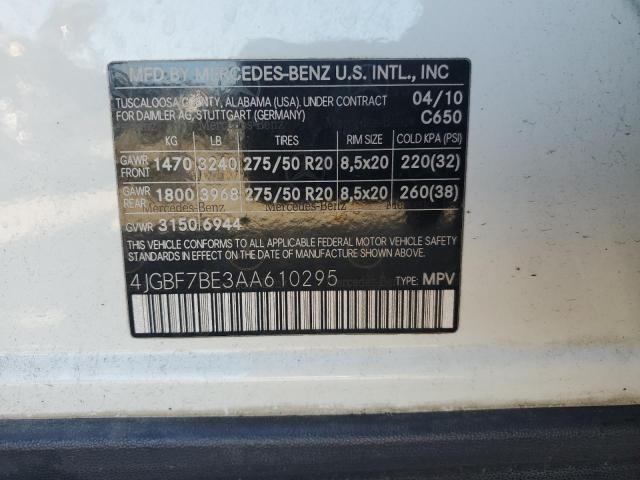 MFD BY MERCEDES-BENZ U.S. INTL., INC
TUSCALOOSA COUNTY, ALABAMA (USA). UNDER CONTRACT 04/10
FOR DAIMLER AG, STUTTGART (GERMANY) C650
KG LB TIRES RIM SIZE COLD KPA (PSI)
GAWR FRONT 1470 3240 275/50 R20 8,5x20 220(32)
GAWR REAR 1800 3968 275/50 R20 8,5x20 260(38)
Mercedes-Benz Mercedes-Benz
GVWR 3150 6944
THIS VEHICLE CONFORMS TO ALL APPLICABLE FEDERAL MOTOR VEHICLE SAFETY
STANDARDS IN EFFECT ON THE DATE OF MANUFACTURE SHOWN ABOVE.
4JGBF7BE3AA610295 TYPE: MPV